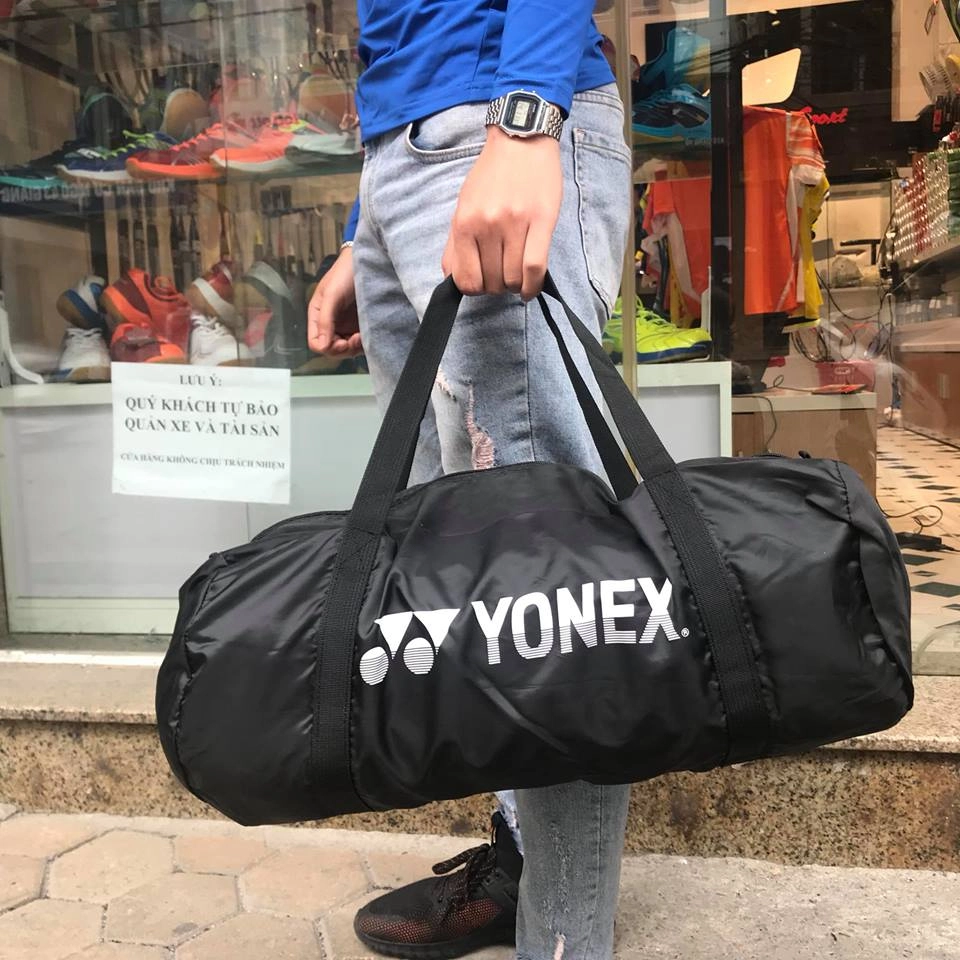 LƯU Ý:
QUÝ KHÁCH TỰ BẢO
QUẢN XE VÀ TÀI SẢN
CỬA HÀNG KHÔNG CHỊU TRÁCH NHIỆM
YONEX®